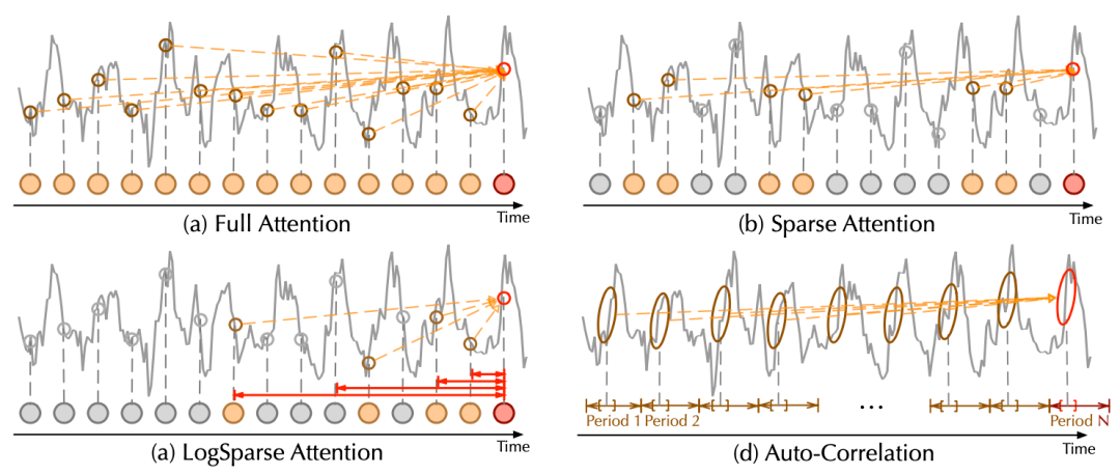 Time
(a) Full Attention
Time
(b) Sparse Attention
Time
(a) LogSparse Attention
Period 1 Period 2 ... Period N
Time
(d) Auto-Correlation